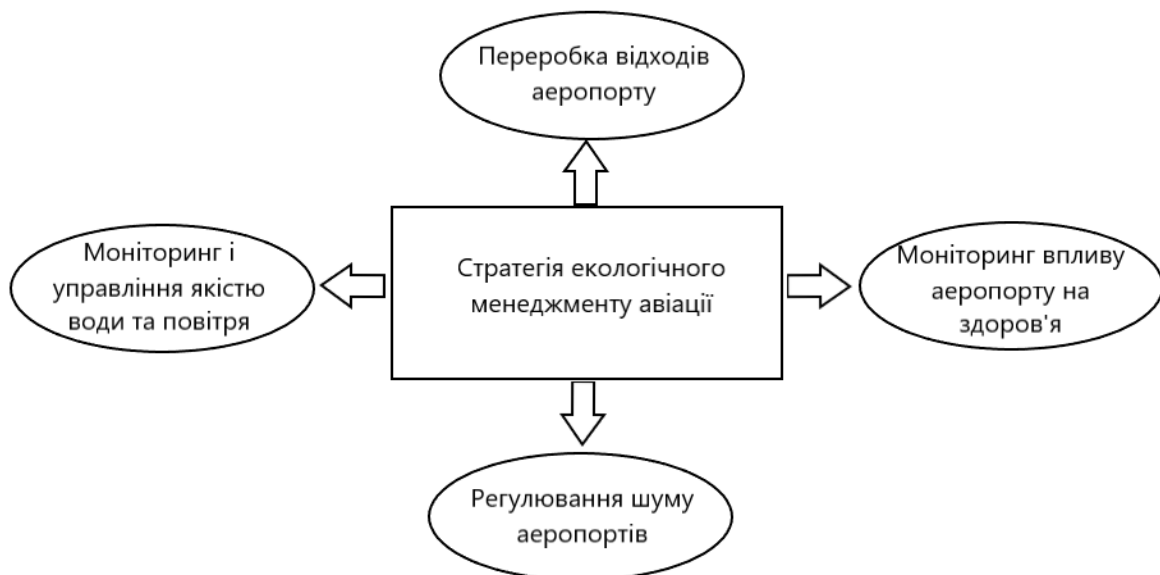 Переробка відходів
аеропорту
Моніторинг і
управління якістю
води та повітря
Стратегія екологічного
менеджменту авіації
Моніторинг впливу
аеропорту на
здоров'я
Регулювання шуму
аеропортів